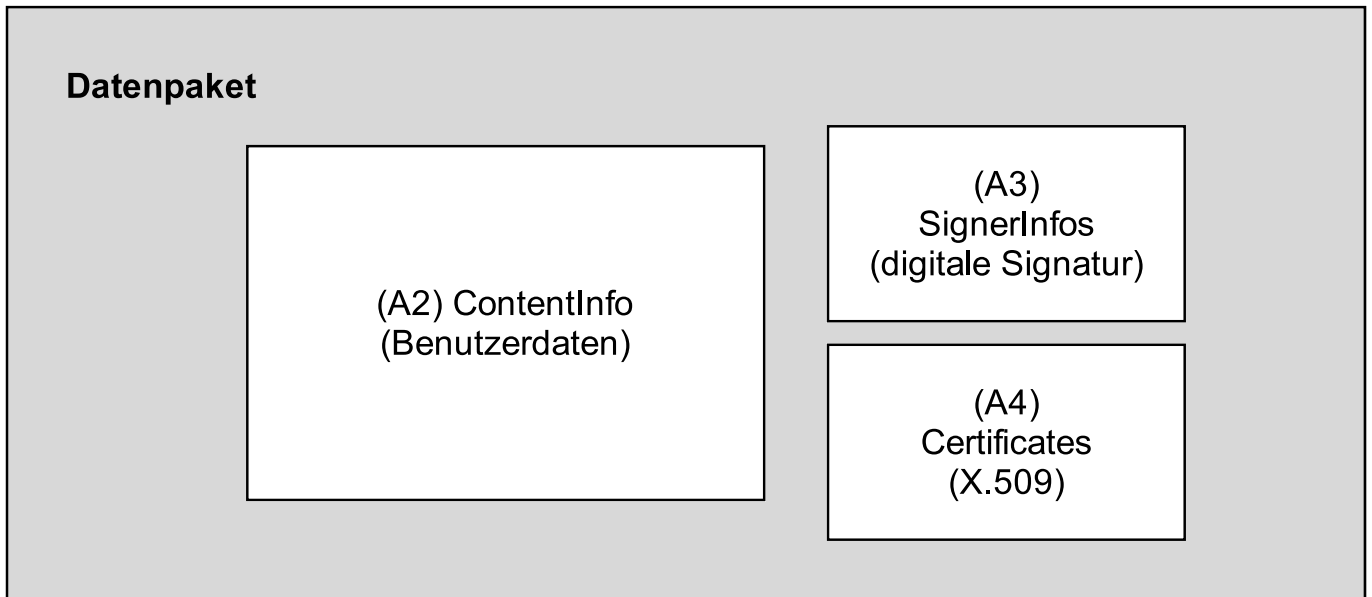 Datenpaket
(A2) ContentInfo
(Benutzerdaten)
(A3)
SignerInfos
(digitale Signatur)
(A4)
Certificates
(X.509)